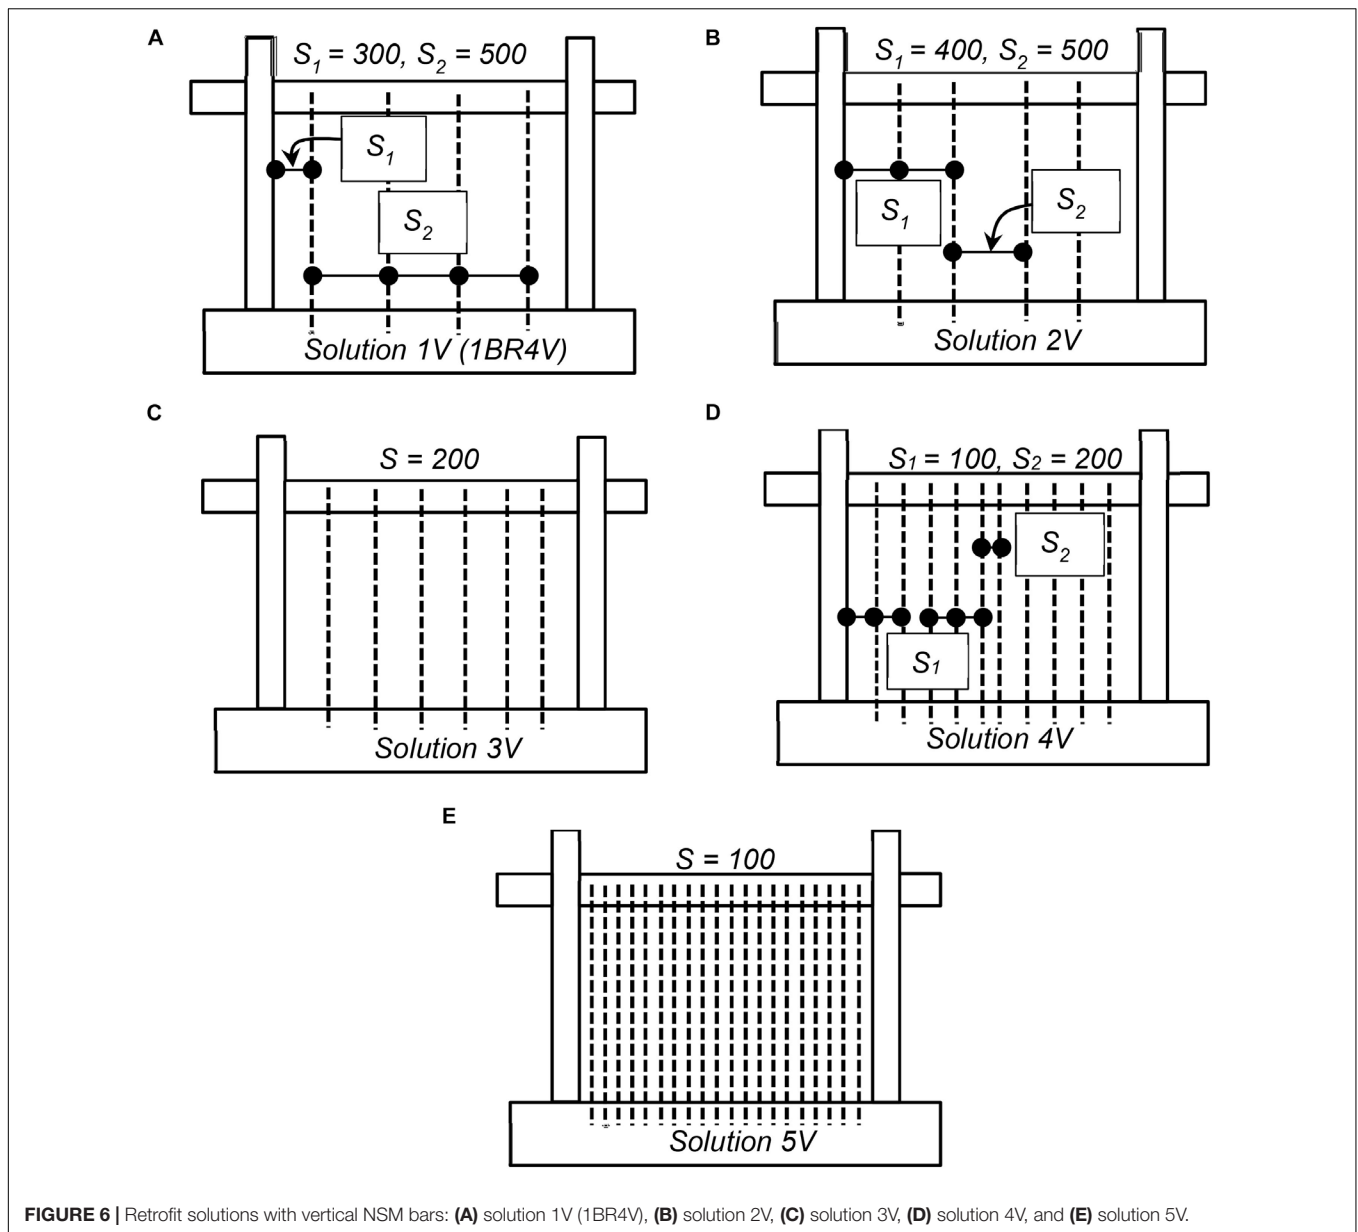 A
S1 = 300, S2 = 500
S1
S2
Solution 1V (1BR4V)
B
S1 = 400, S2 = 500
S1
S2
Solution 2V
C
S = 200
Solution 3V
D
S1 = 100, S2 = 200
S2
S1
Solution 4V
E
S = 100
Solution 5V
FIGURE 6 | Retrofit solutions with vertical NSM bars: (A) solution 1V (1BR4V), (B) solution 2V, (C) solution 3V, (D) solution 4V, and (E) solution 5V.